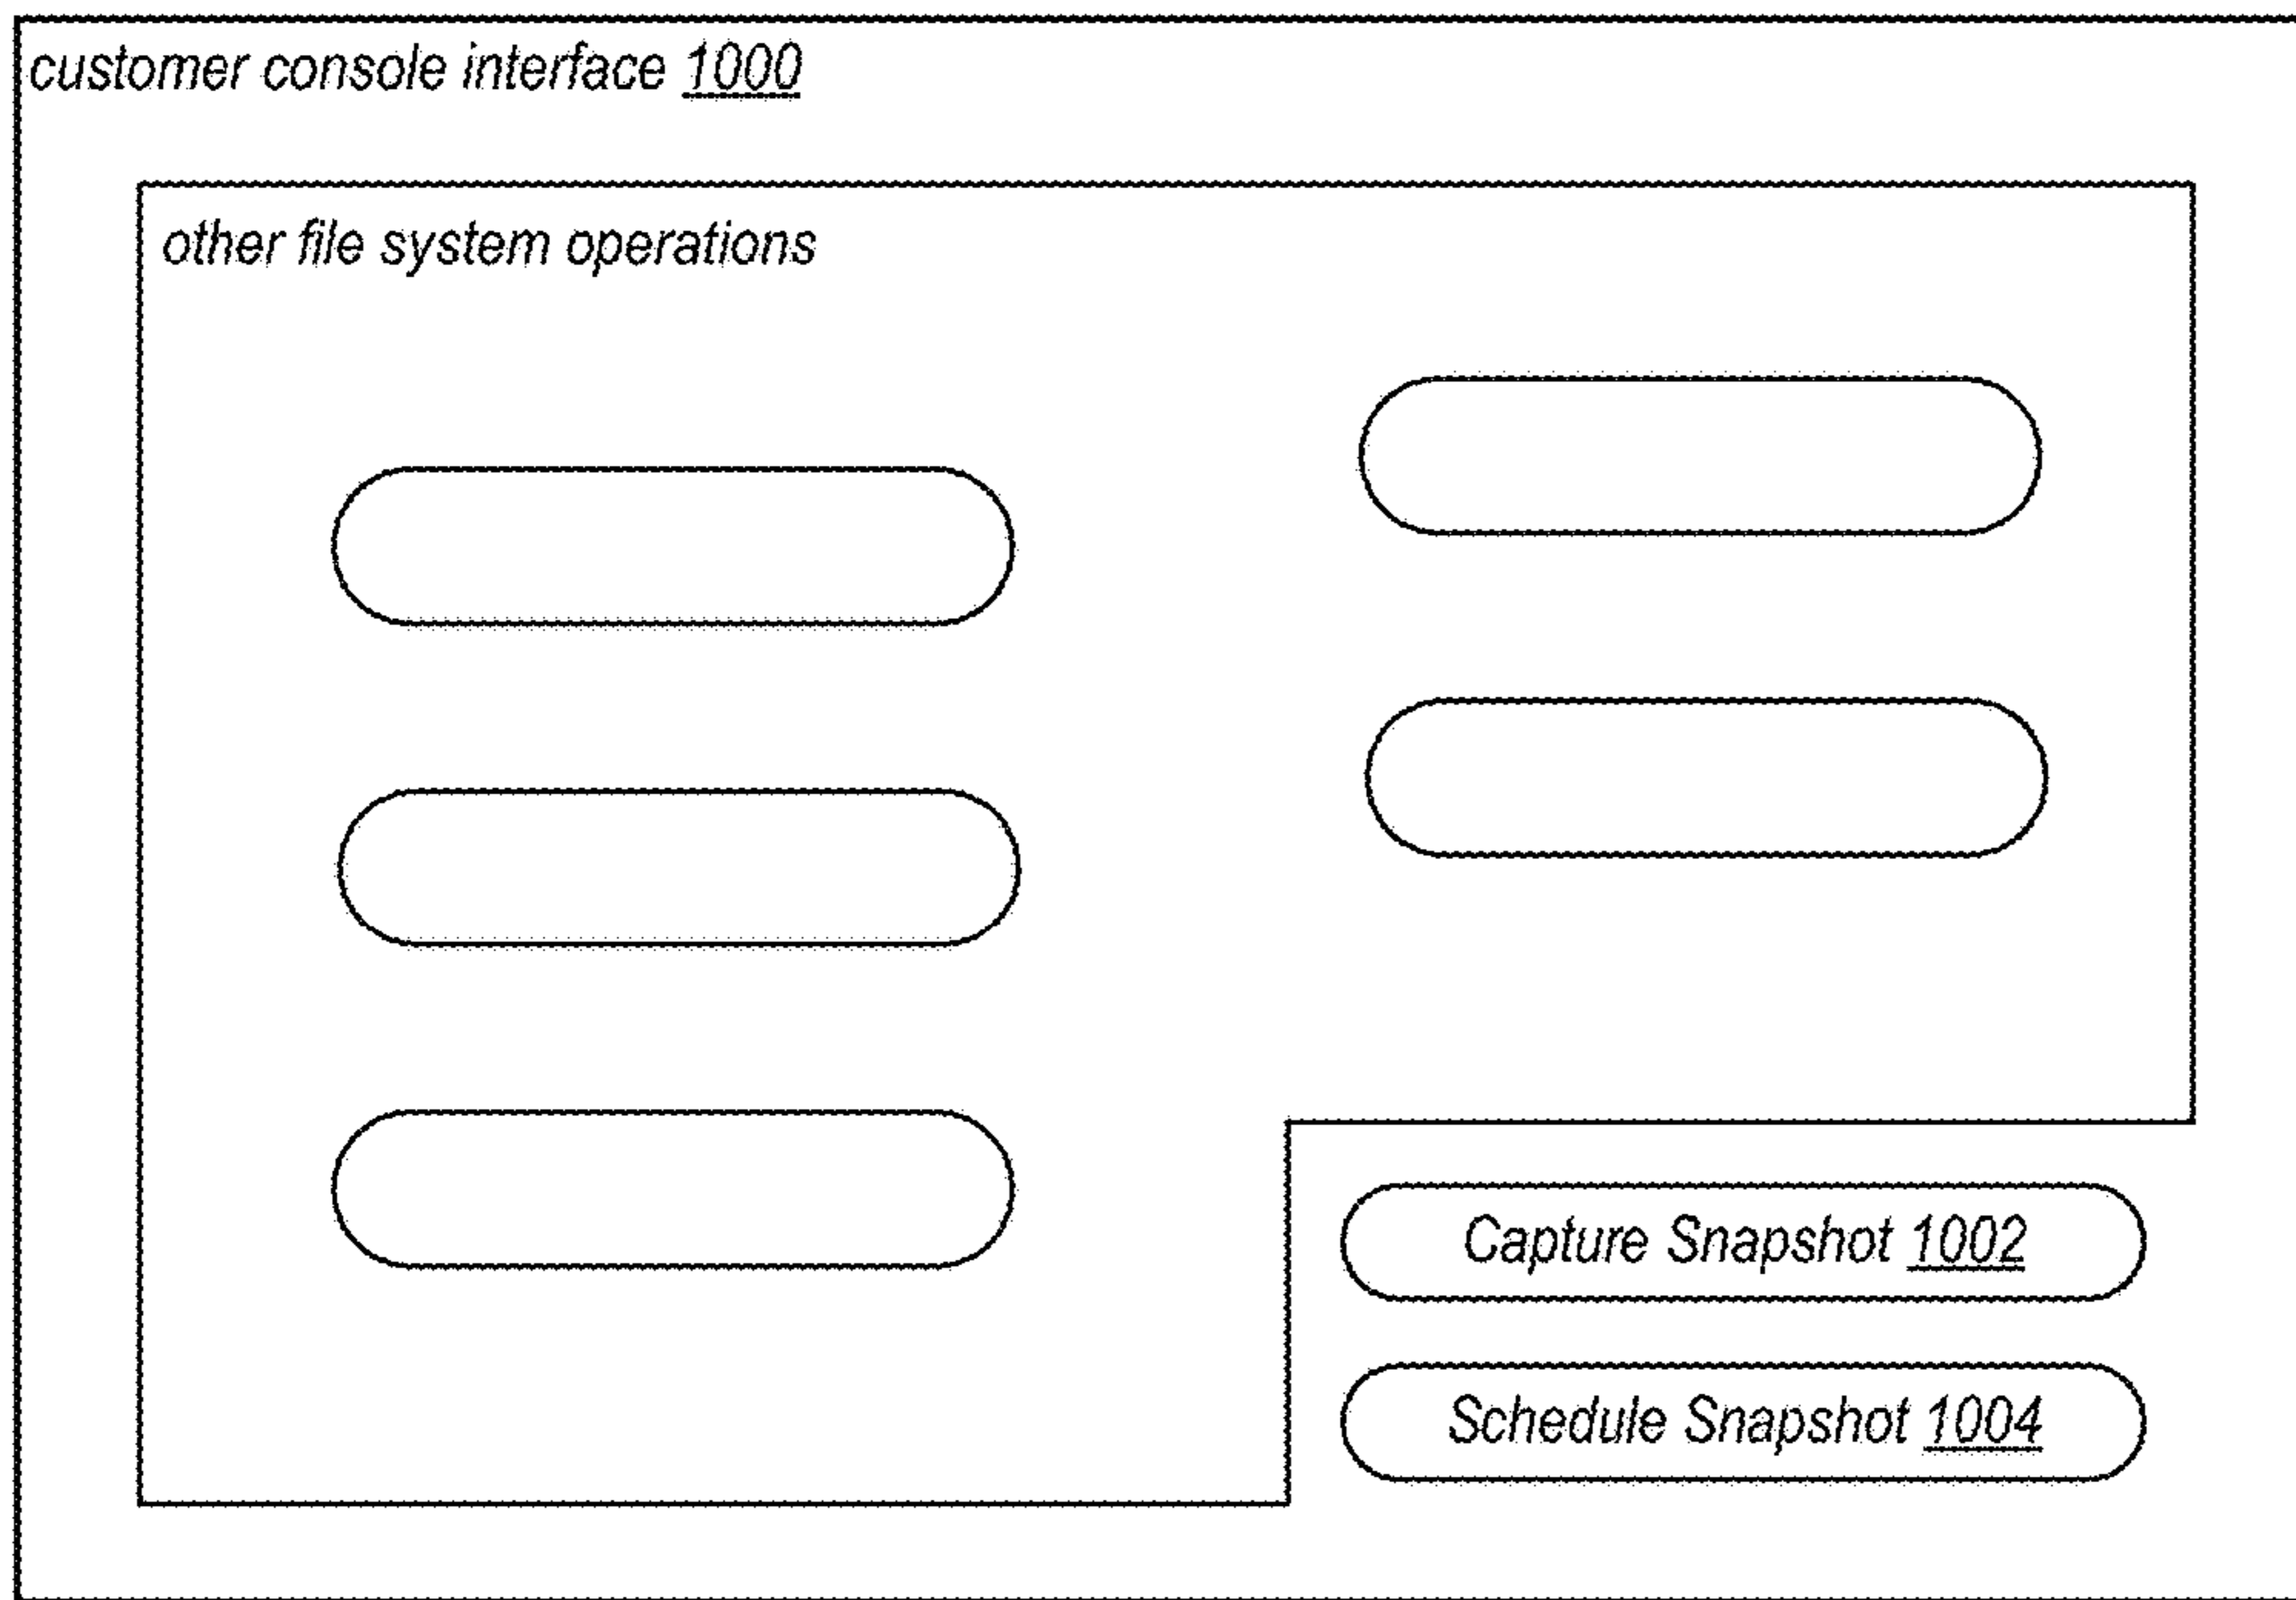 customer console interface 1000
other file system operations
Capture Snapshot 1002
Schedule Snapshot 1004